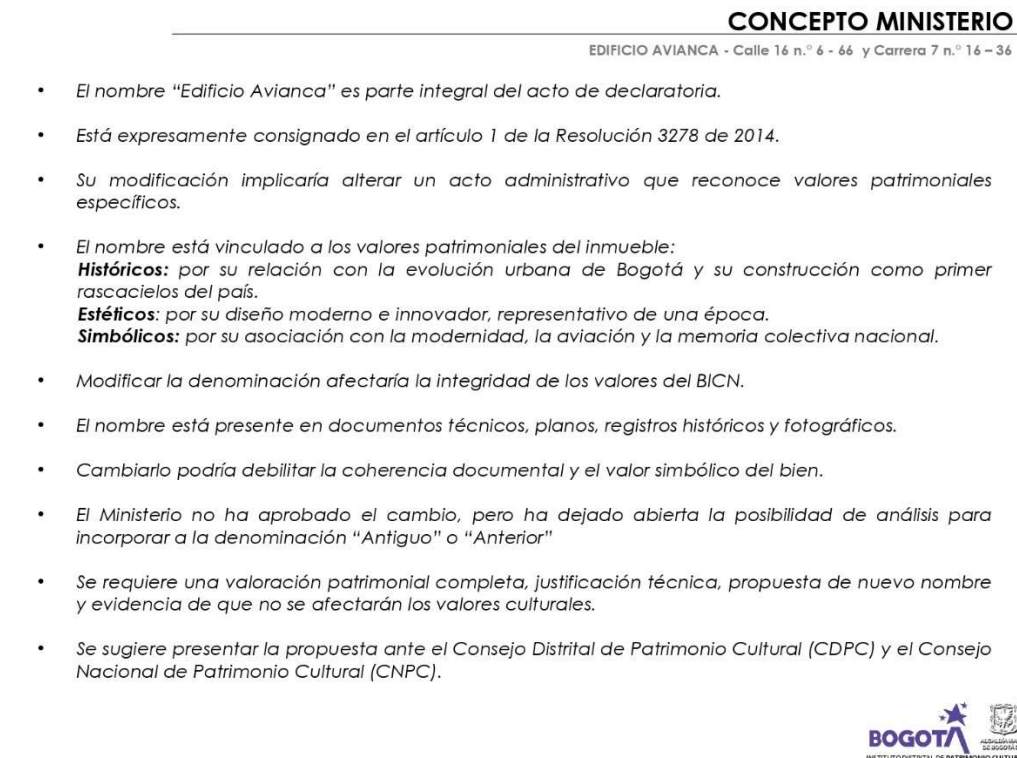 CONCEPTO MINISTERIO
EDIFICIO AVIANCA - Calle 16 n.° 6 - 66 y Carrera 7 n.° 16 – 36
• El nombre “Edificio Avianca” es parte integral del acto de declaratoria.
• Está expresamente consignado en el artículo 1 de la Resolución 3278 de 2014.
• Su modificación implicaría alterar un acto administrativo que reconoce valores patrimoniales
específicos.
• El nombre está vinculado a los valores patrimoniales del inmueble:
Históricos: por su relación con la evolución urbana de Bogotá y su construcción como primer
rascacielos del país.
Estéticos: por su diseño moderno e innovador, representativo de una época.
Simbólicos: por su asociación con la modernidad, la aviación y la memoria colectiva nacional.
• Modificar la denominación afectaría la integridad de los valores del BICN.
• El nombre está presente en documentos técnicos, planos, registros históricos y fotográficos.
• Cambiarlo podría debilitar la coherencia documental y el valor simbólico del bien.
• El Ministerio no ha aprobado el cambio, pero ha dejado abierta la posibilidad de análisis para
incorporar a la denominación “Antiguo” o “Anterior”
• Se requiere una valoración patrimonial completa, justificación técnica, propuesta de nuevo nombre
y evidencia de que no se afectarán los valores culturales.
• Se sugiere presentar la propuesta ante el Consejo Distrital de Patrimonio Cultural (CDPC) y el Consejo
Nacional de Patrimonio Cultural (CNPC).
BOGOTÁ
ALCALDÍA
DE BOGOTÁ
INSTITUTO DISTRITAL DE PATRIMONIO